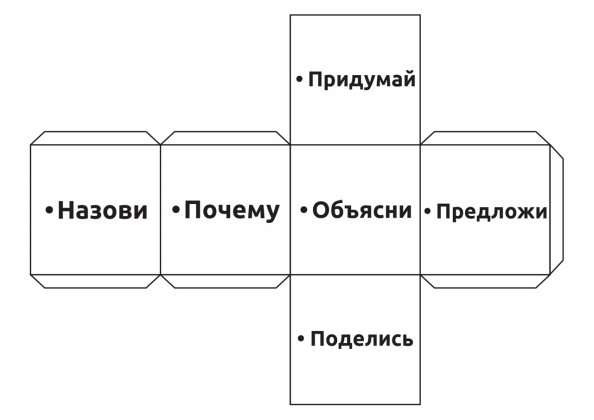 • Придумай
• Назови
• Почему
• Объясни
• Предложи
• Поделись